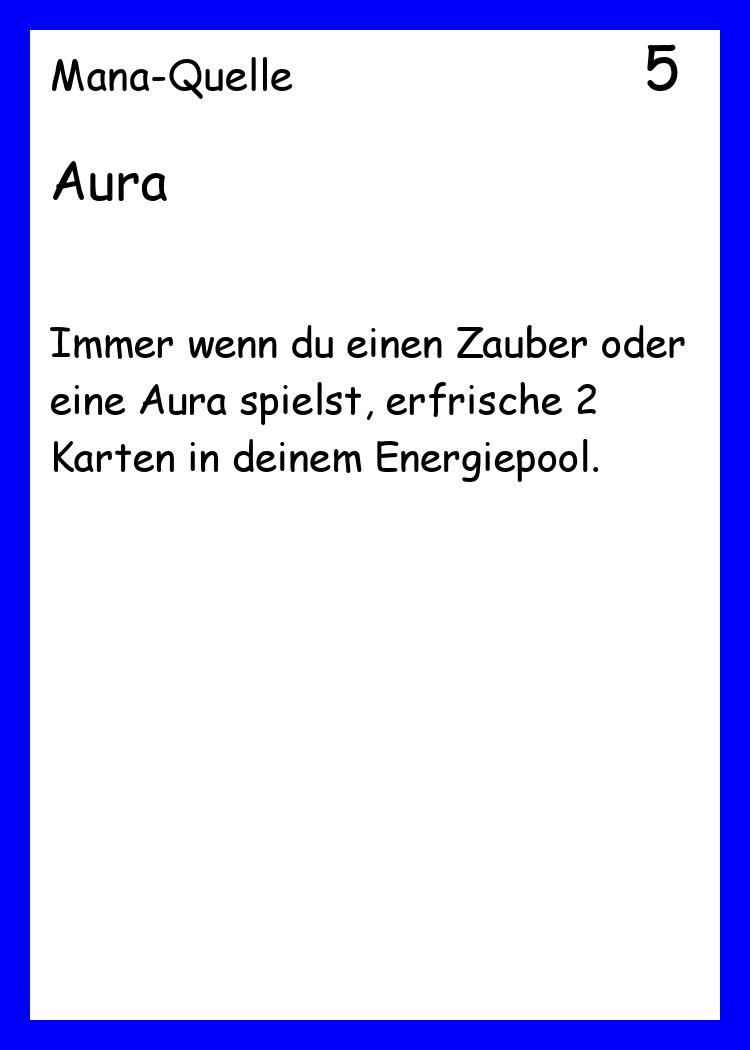 Mana-Quelle 5
Aura
Immer wenn du einen Zauber oder
eine Aura spielst, erfrische 2
Karten in deinem Energiepool.